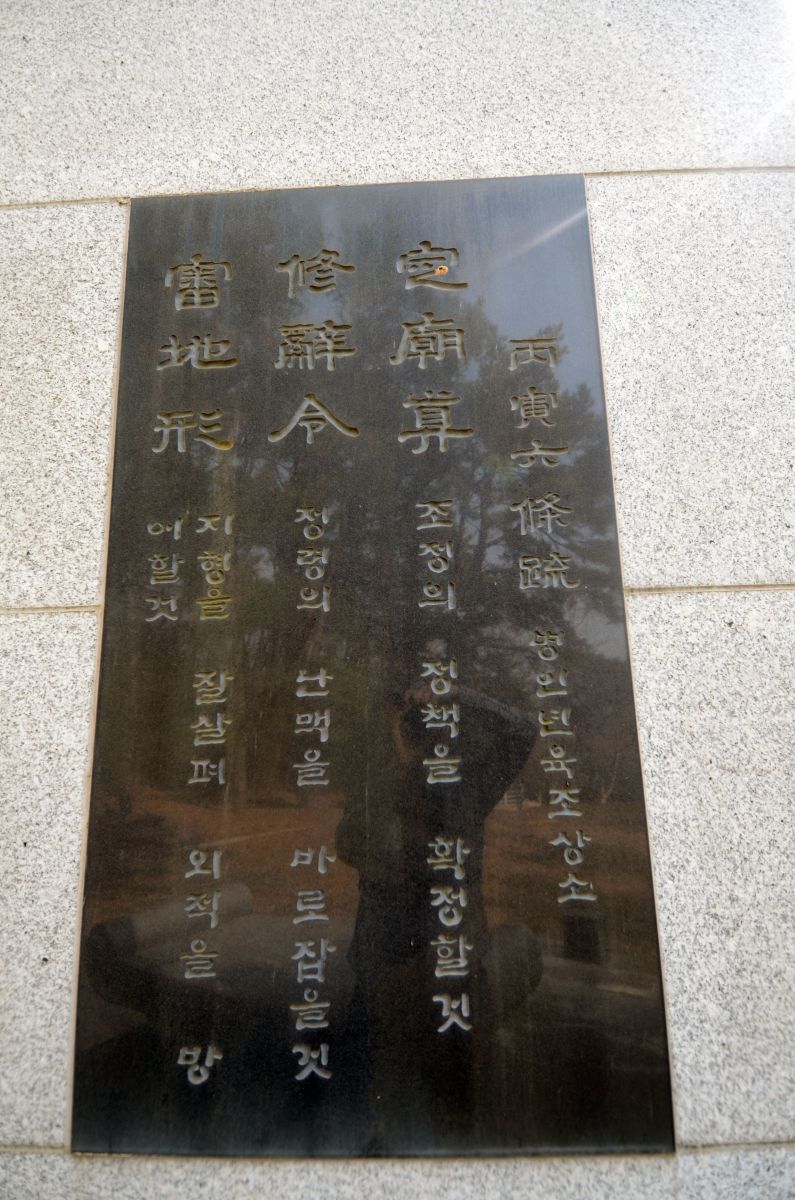 丙寅六條疏 병인년육조상소
定廟算 조정의 정책을 확정할것
修辭令 정령의 난맥을 바로잡을것
審地形 지형을 잘살펴 외적을 방
어할것